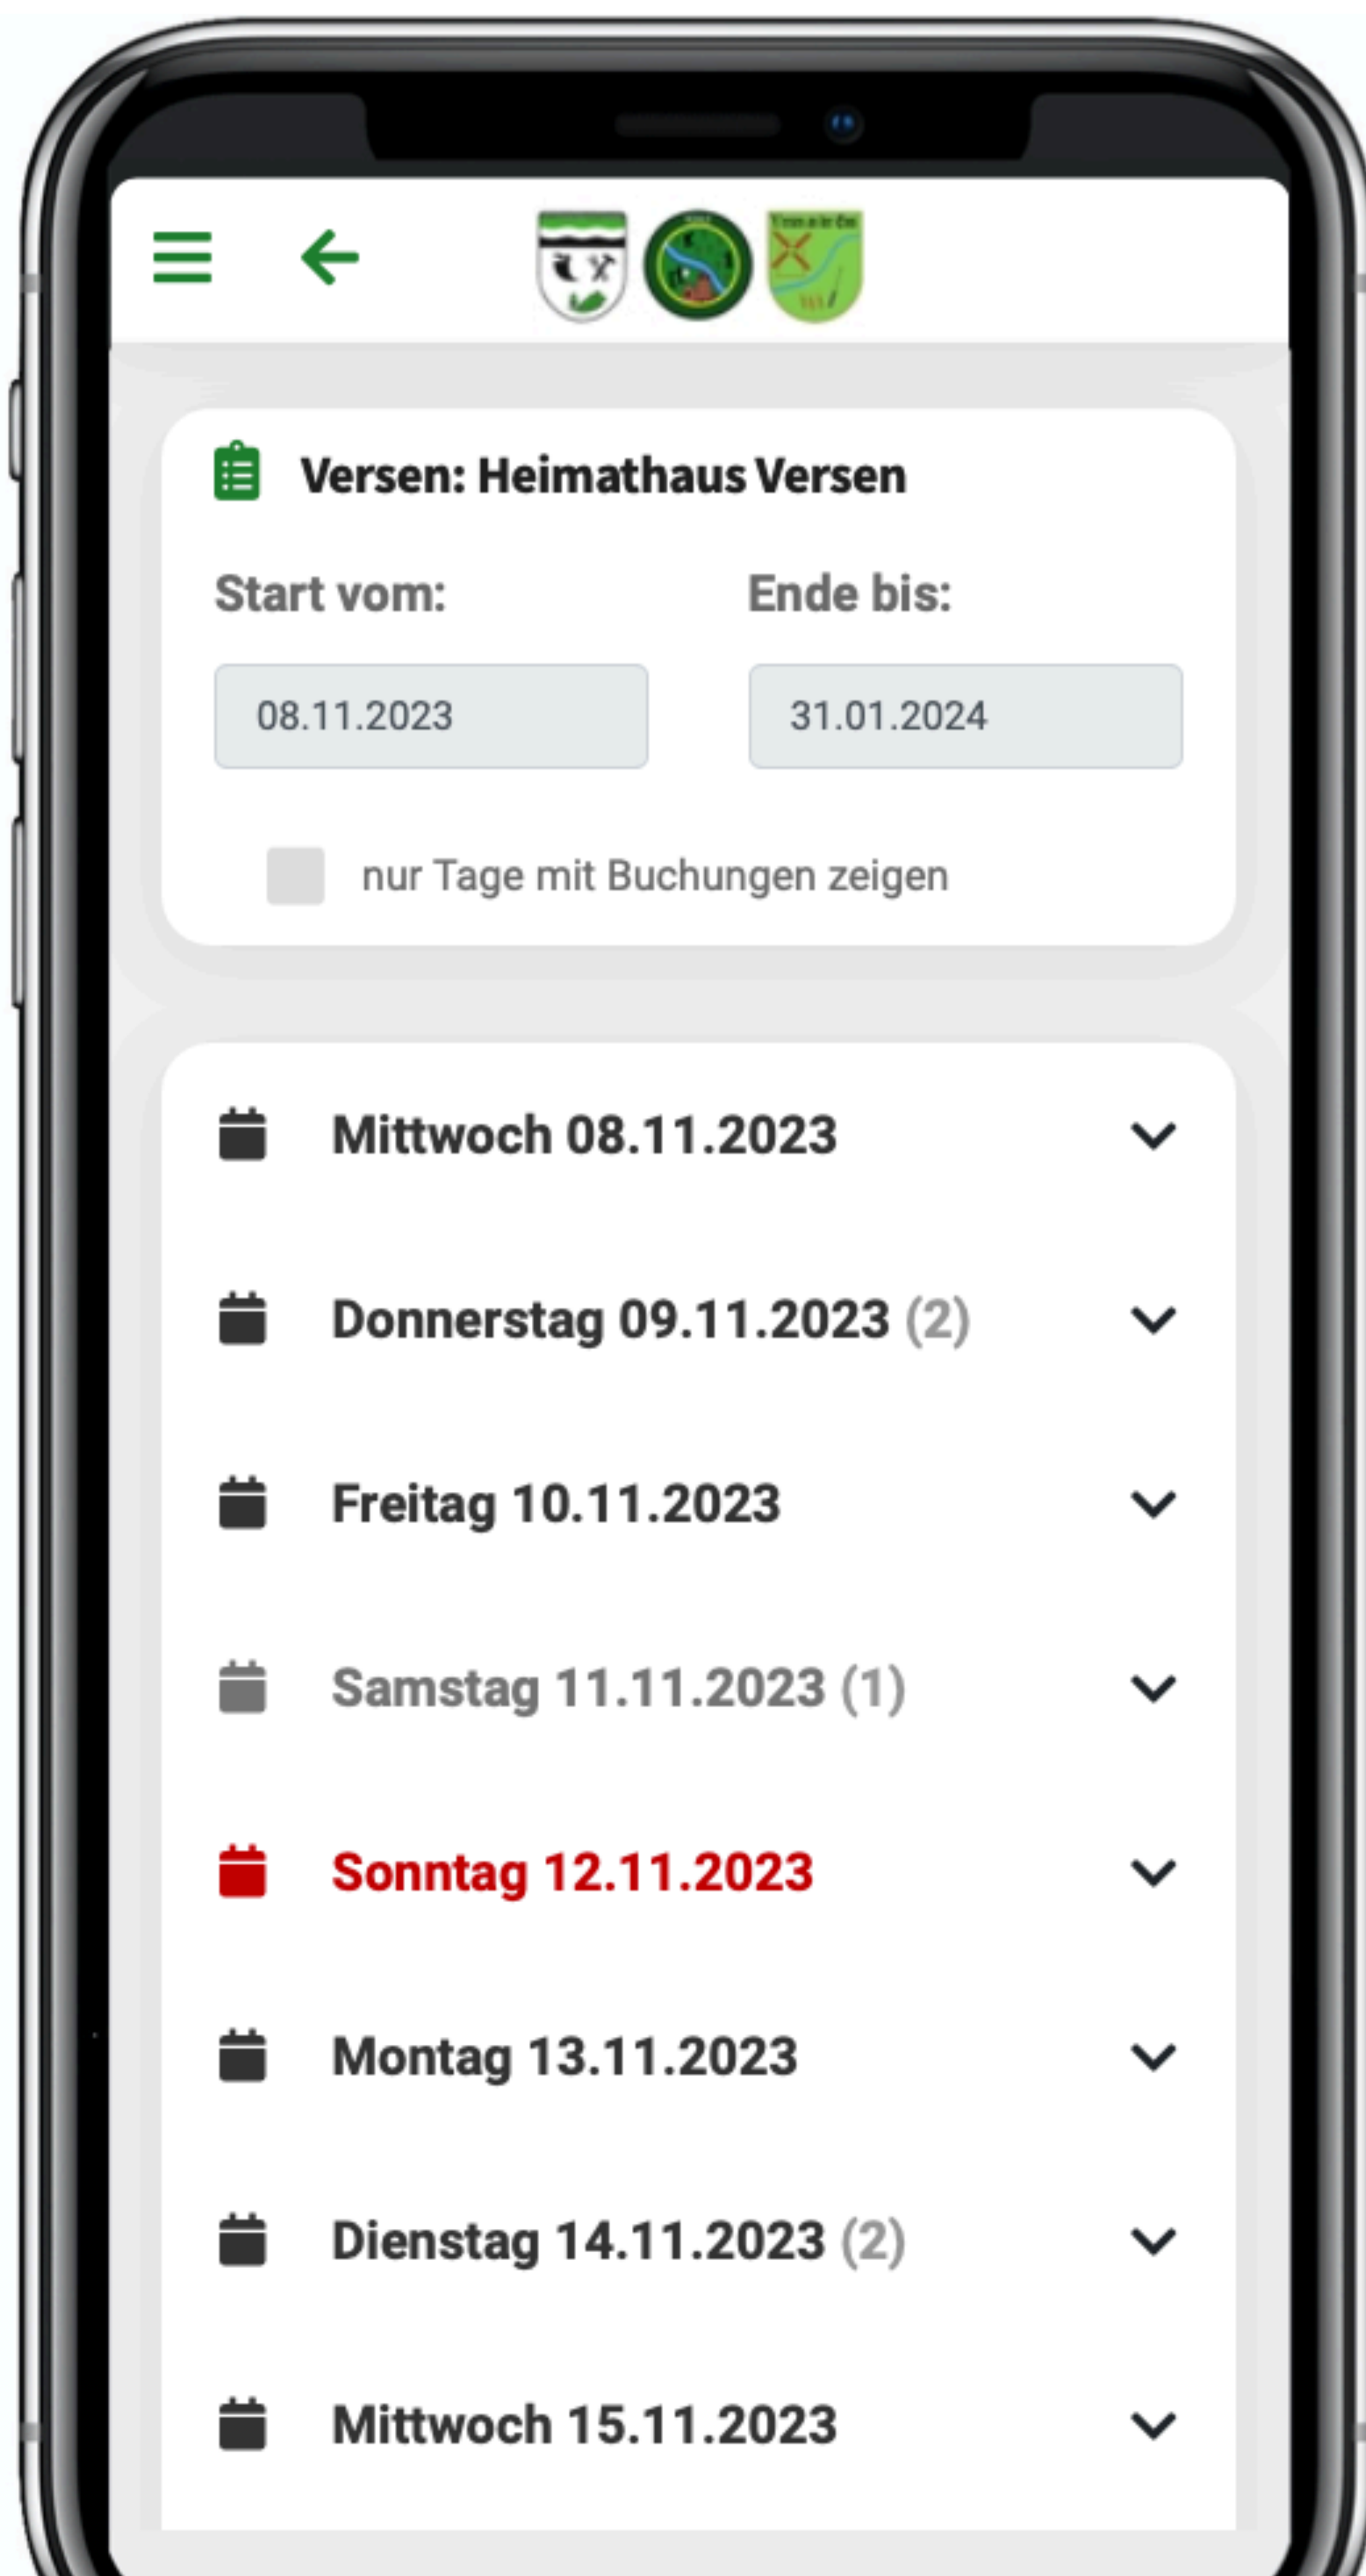 Versen: Heimathaus Versen
Start vom: Ende bis:
08.11.2023 31.01.2024
nur Tage mit Buchungen zeigen
Mittwoch 08.11.2023
Donnerstag 09.11.2023 (2)
Freitag 10.11.2023
Samstag 11.11.2023 (1)
Sonntag 12.11.2023
Montag 13.11.2023
Dienstag 14.11.2023 (2)
Mittwoch 15.11.2023